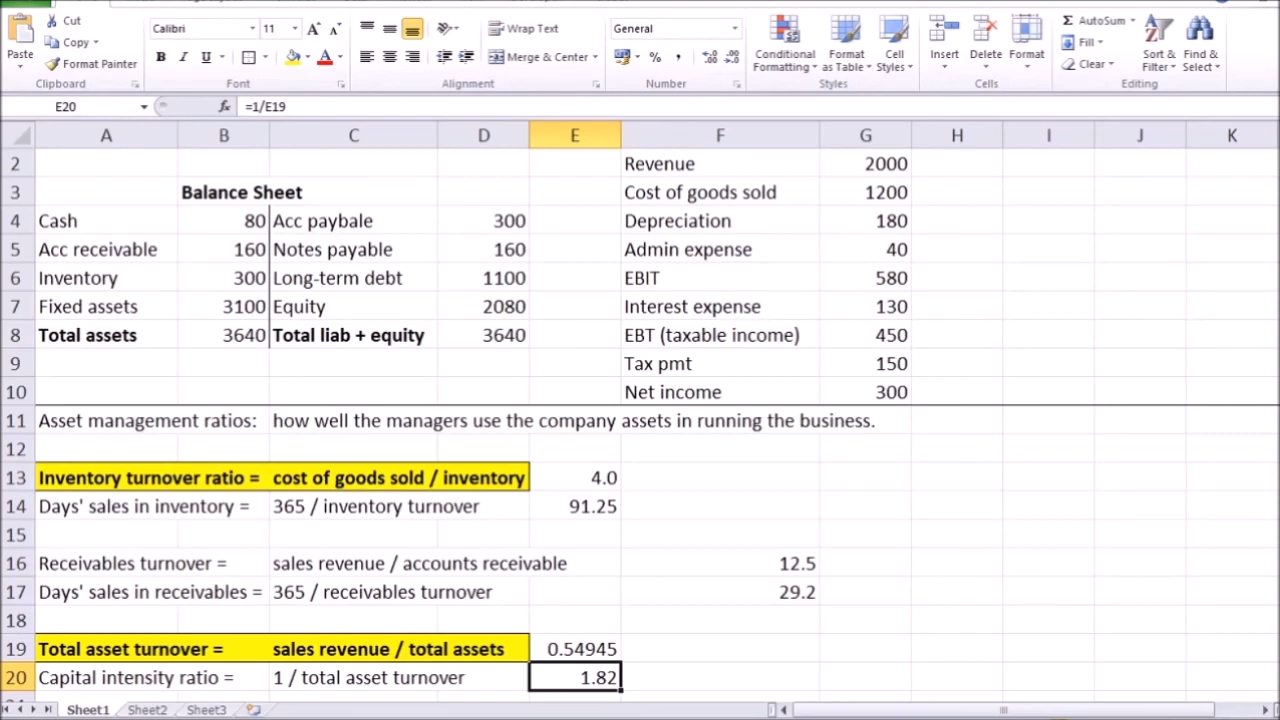 Cut
Calibri 11 Wrap Text General AutoSum
Copy Fill
Paste Format Painter B I U Merge & Center % , Conditional Formatting Format as Table Cell Styles Insert Delete Format Clear Sort & Filter Find & Select
Clipboard Font Alignment Number Styles Cells Editing
E20 fx =1/E19
A B C D E F G H I J K
2 Revenue 2000
3 Balance Sheet Cost of goods sold 1200
4 Cash 80 Acc paybale 300 Depreciation 180
5 Acc receivable 160 Notes payable 160 Admin expense 40
6 Inventory 300 Long-term debt 1100 EBIT 580
7 Fixed assets 3100 Equity 2080 Interest expense 130
8 Total assets 3640 Total liab + equity 3640 EBT (taxable income) 450
9 Tax pmt 150
10 Net income 300
11 Asset management ratios: how well the managers use the company assets in running the business.
12
13 Inventory turnover ratio = cost of goods sold / inventory 4.0
14 Days' sales in inventory = 365 / inventory turnover 91.25
15
16 Receivables turnover = sales revenue / accounts receivable 12.5
17 Days' sales in receivables = 365 / receivables turnover 29.2
18
19 Total asset turnover = sales revenue / total assets 0.54945
20 Capital intensity ratio = 1 / total asset turnover 1.82
Sheet1 Sheet2 Sheet3